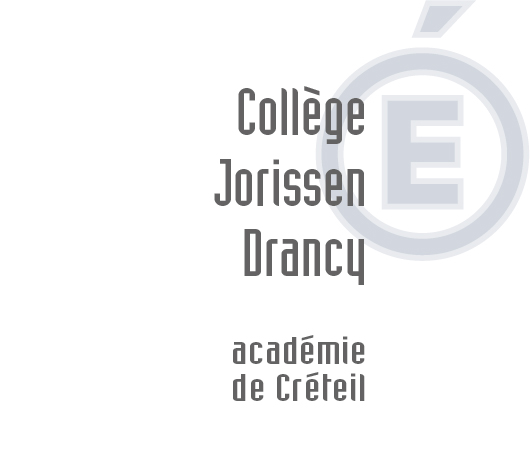 É
Collège
Jorissen
Drancy
académie
de Créteil